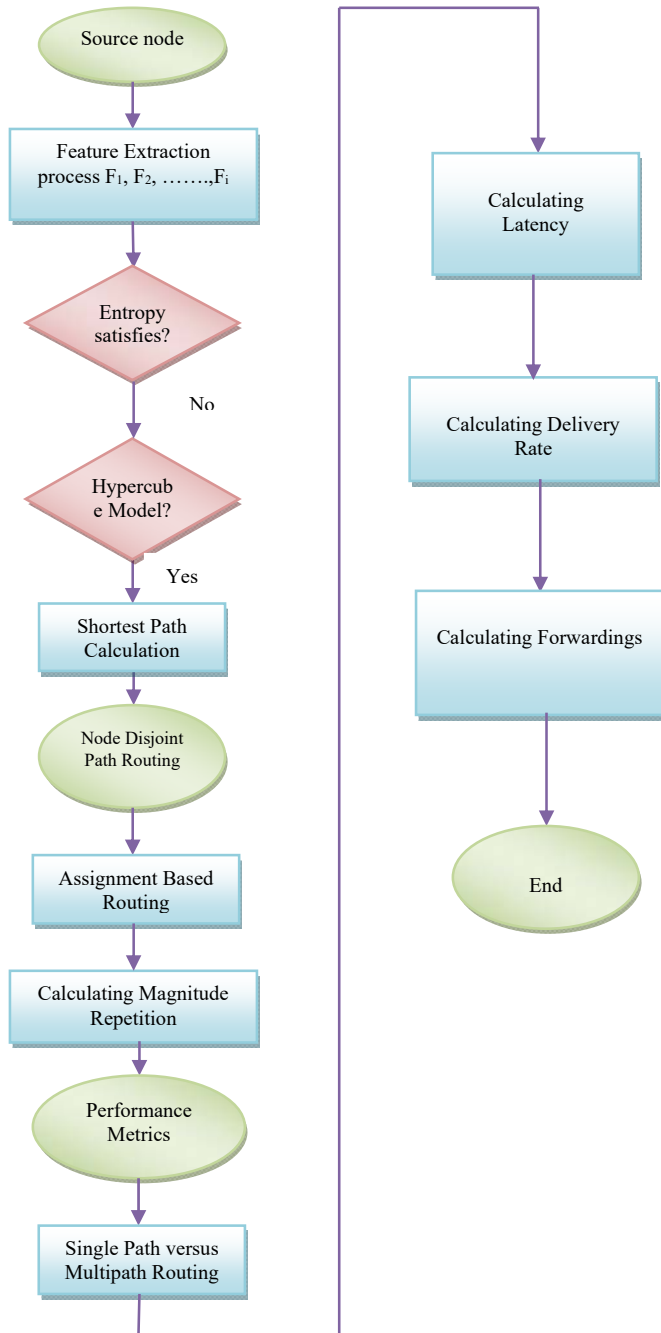 Source node
Feature Extraction
process F₁, F₂, …….,Fᵢ
Entropy
satisfies?
No
Hypercub
e Model?
Yes
Shortest Path
Calculation
Node Disjoint
Path Routing
Assignment Based
Routing
Calculating Magnitude
Repetition
Performance
Metrics
Single Path versus
Multipath Routing
Calculating
Latency
Calculating Delivery
Rate
Calculating Forwardings
End